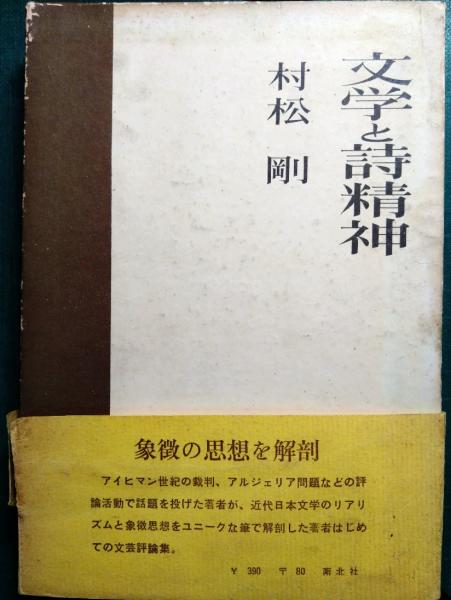 文学と詩精神
村松 剛
象徴の思想を解剖
アイヒマン世紀の裁判、アルジェリア問題などの評
論活動で話題を投げた著者が、近代日本文学のリアリ
ズムと象徴思想をユニークな筆で解剖した著者はじめ
ての文芸評論集。
¥ 390 〒 80 南北社